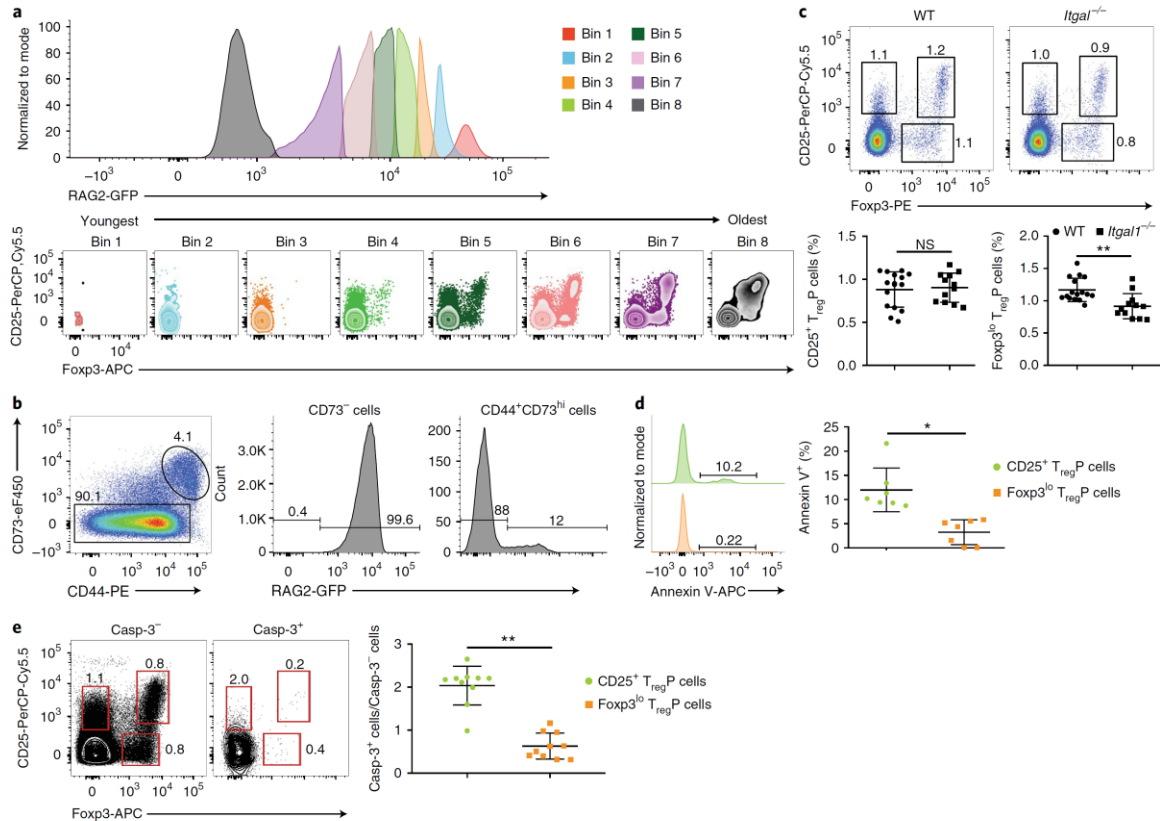 a
Normalized to mode
100
80
60
40
20
0
−10³ 0 10³ 10⁴ 10⁵
RAG2-GFP
Bin 1 Bin 5
Bin 2 Bin 6
Bin 3 Bin 7
Bin 4 Bin 8
Youngest Oldest
Bin 1 Bin 2 Bin 3 Bin 4 Bin 5 Bin 6 Bin 7 Bin 8
CD25-PerCP,Cy5.5
10⁵
10⁴
10³
0
0 10⁴
Foxp3-APC
b
CD73-eF450
10⁵
10⁴
10³
0
−10³
4.1
90.1
0 10³ 10⁴ 10⁵
CD44-PE
CD73⁻ cells CD44⁺CD73ʰⁱ cells
Count
3.0K
2.0K
1.0K
0
0.4 99.6
0 10³ 10⁴ 10⁵
200
150
100
50
0
88 12
0 10³ 10⁴ 10⁵
RAG2-GFP
c
WT Itgal⁻/⁻
CD25-PerCP-Cy5.5
10⁵
10⁴
10³
0
1.1 1.2
1.1
1.0 0.9
0.8
0 10³ 10⁴ 10⁵ 0 10³ 10⁴ 10⁵
Foxp3-PE
CD25⁺ TregP cells (%)
1.5
1.0
0.5
0.0
NS
Foxp3ˡᵒ TregP cells (%)
2.0
1.5
1.0
0.5
0.0
WT Itgal1⁻/⁻
**
d
Normalized to mode
10.2
0.22
−10³ 0 10³ 10⁴ 10⁵
Annexin V-APC
Annexin V⁺ (%)
25
20
15
10
5
0
*
CD25⁺ TregP cells
Foxp3ˡᵒ TregP cells
e
Casp-3⁻ Casp-3⁺
CD25-PerCP-Cy5.5
10⁵
10⁴
10³
0
1.1 0.8
0.8
2.0 0.2
0.4
0 10³ 10⁴ 10⁵ 0 10³ 10⁴ 10⁵
Foxp3-APC
Casp-3⁺ cells/Casp-3⁻ cells
3
2
1
0
**
CD25⁺ TregP cells
Foxp3ˡᵒ TregP cells